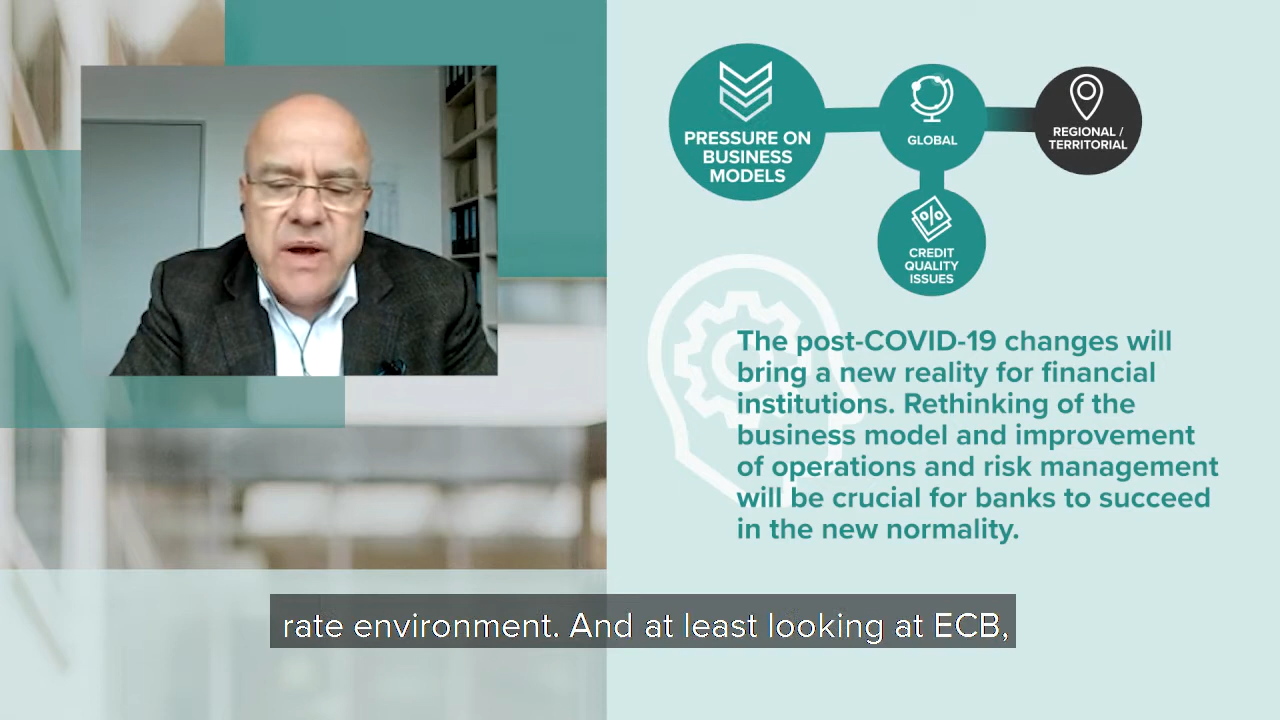 PRESSURE ON
BUSINESS
MODELS
GLOBAL
REGIONAL /
TERRITORIAL
CREDIT
QUALITY
ISSUES
The post-COVID-19 changes will
bring a new reality for financial
institutions. Rethinking of the
business model and improvement
of operations and risk management
will be crucial for banks to succeed
in the new normality.
rate environment. And at least looking at ECB,